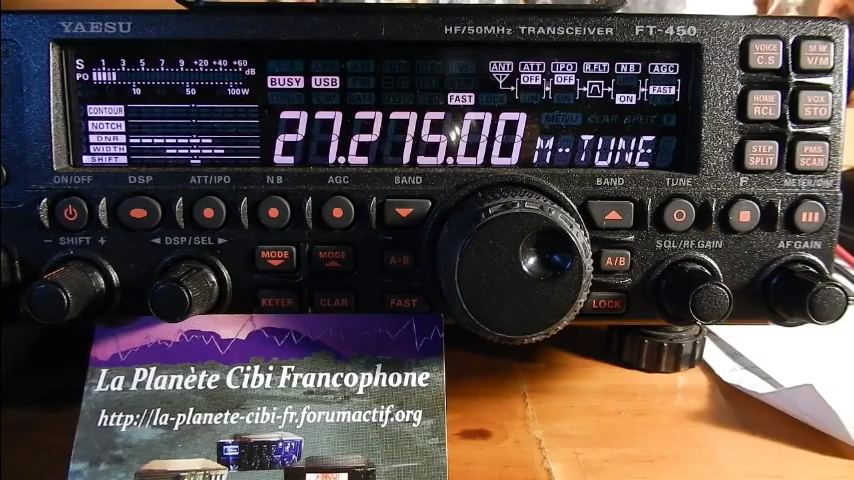 YAESU HF/50MHz TRANSCEIVER FT-450
S 1 3 5 7 9 +20 +40 +60 dB
PO 10 50 100W
BUSY USB
ANT ATT IPO R.FLT NB AGC
OFF OFF ON FAST
FAST
CONTOUR
NOTCH
DNR
WIDTH
SHIFT
27.275.00 M-TUNE
MENU CLAR SPLIT
VOICE C.S
M W V/M
HOME RCL
VOX STO
STEP SPLIT
PMS SCAN
ON/OFF DSP ATT/IPO NB AGC BAND BAND TUNE F METER/DIM
− SHIFT + ◄DSP/SEL► MODE MODE A=B A/B SQL/RF GAIN AF GAIN
KEYER CLAR FAST LOCK
La Planète Cibi Francophone
http://la-planete-cibi-fr.forumactif.org